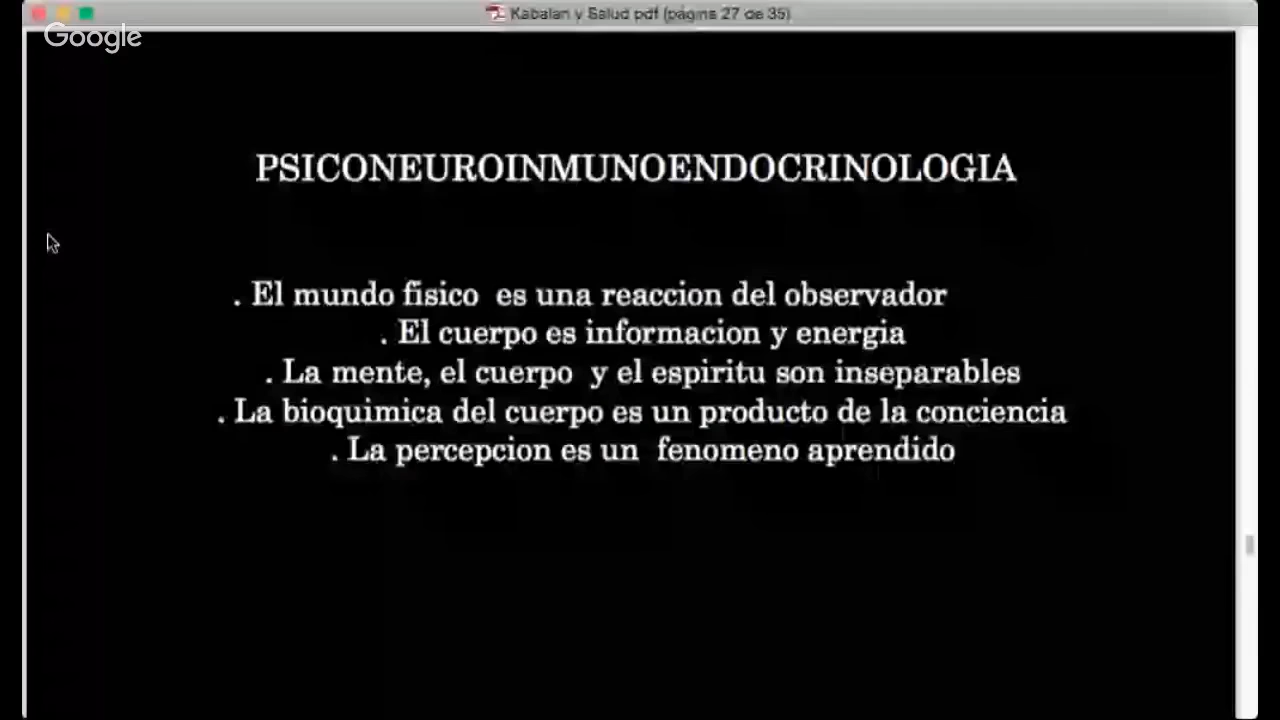 Kabalan y Salud pdf (página 27 de 35)
Google
PSICONEUROINMUNOENDOCRINOLOGIA
. El mundo fisico es una reaccion del observador
. El cuerpo es informacion y energia
. La mente, el cuerpo y el espiritu son inseparables
. La bioquimica del cuerpo es un producto de la conciencia
. La percepcion es un fenomeno aprendido